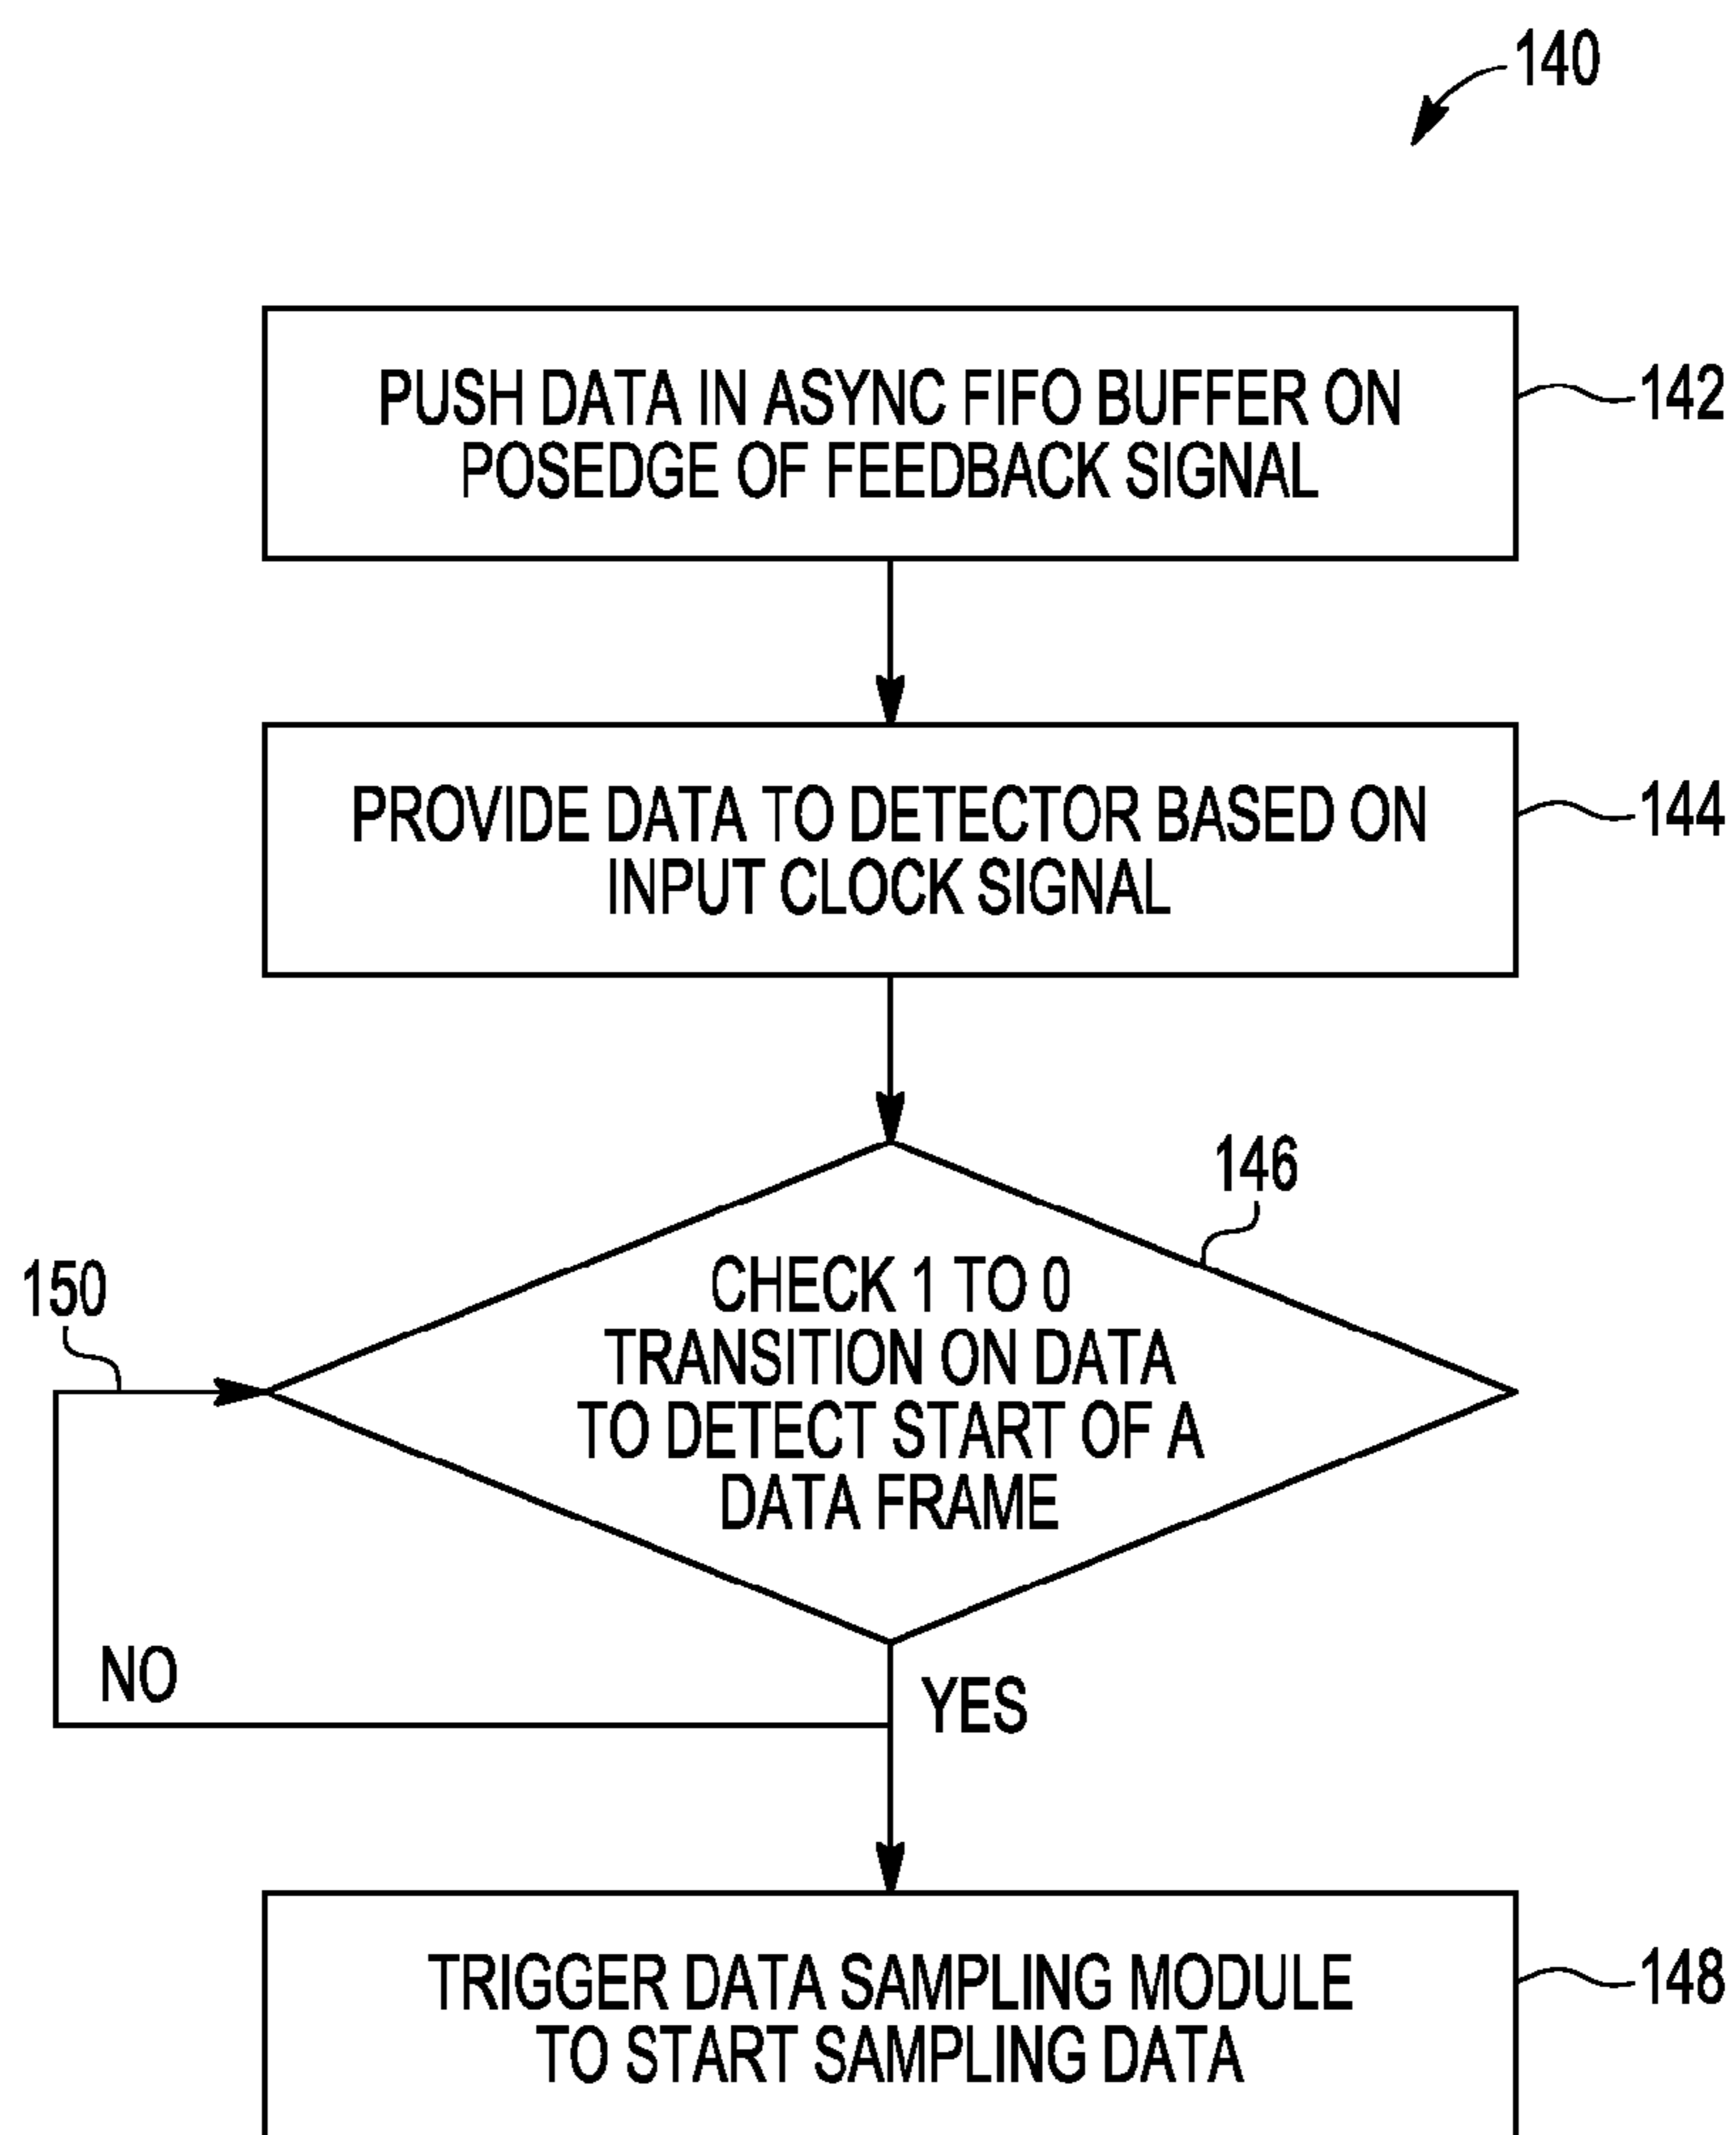 140
PUSH DATA IN ASYNC FIFO BUFFER ON
POSEDGE OF FEEDBACK SIGNAL
142
PROVIDE DATA TO DETECTOR BASED ON
INPUT CLOCK SIGNAL
144
146
CHECK 1 TO 0
TRANSITION ON DATA
TO DETECT START OF A
DATA FRAME
150
NO
YES
TRIGGER DATA SAMPLING MODULE
TO START SAMPLING DATA
148